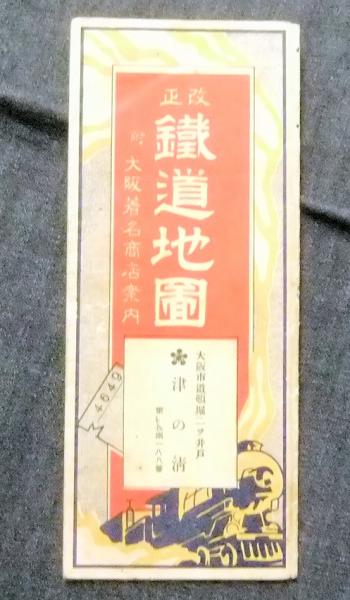 改正
鐵道地圖
附 大阪著名商店案内
大阪市道頓堀一ツ井戸
津の清
4649